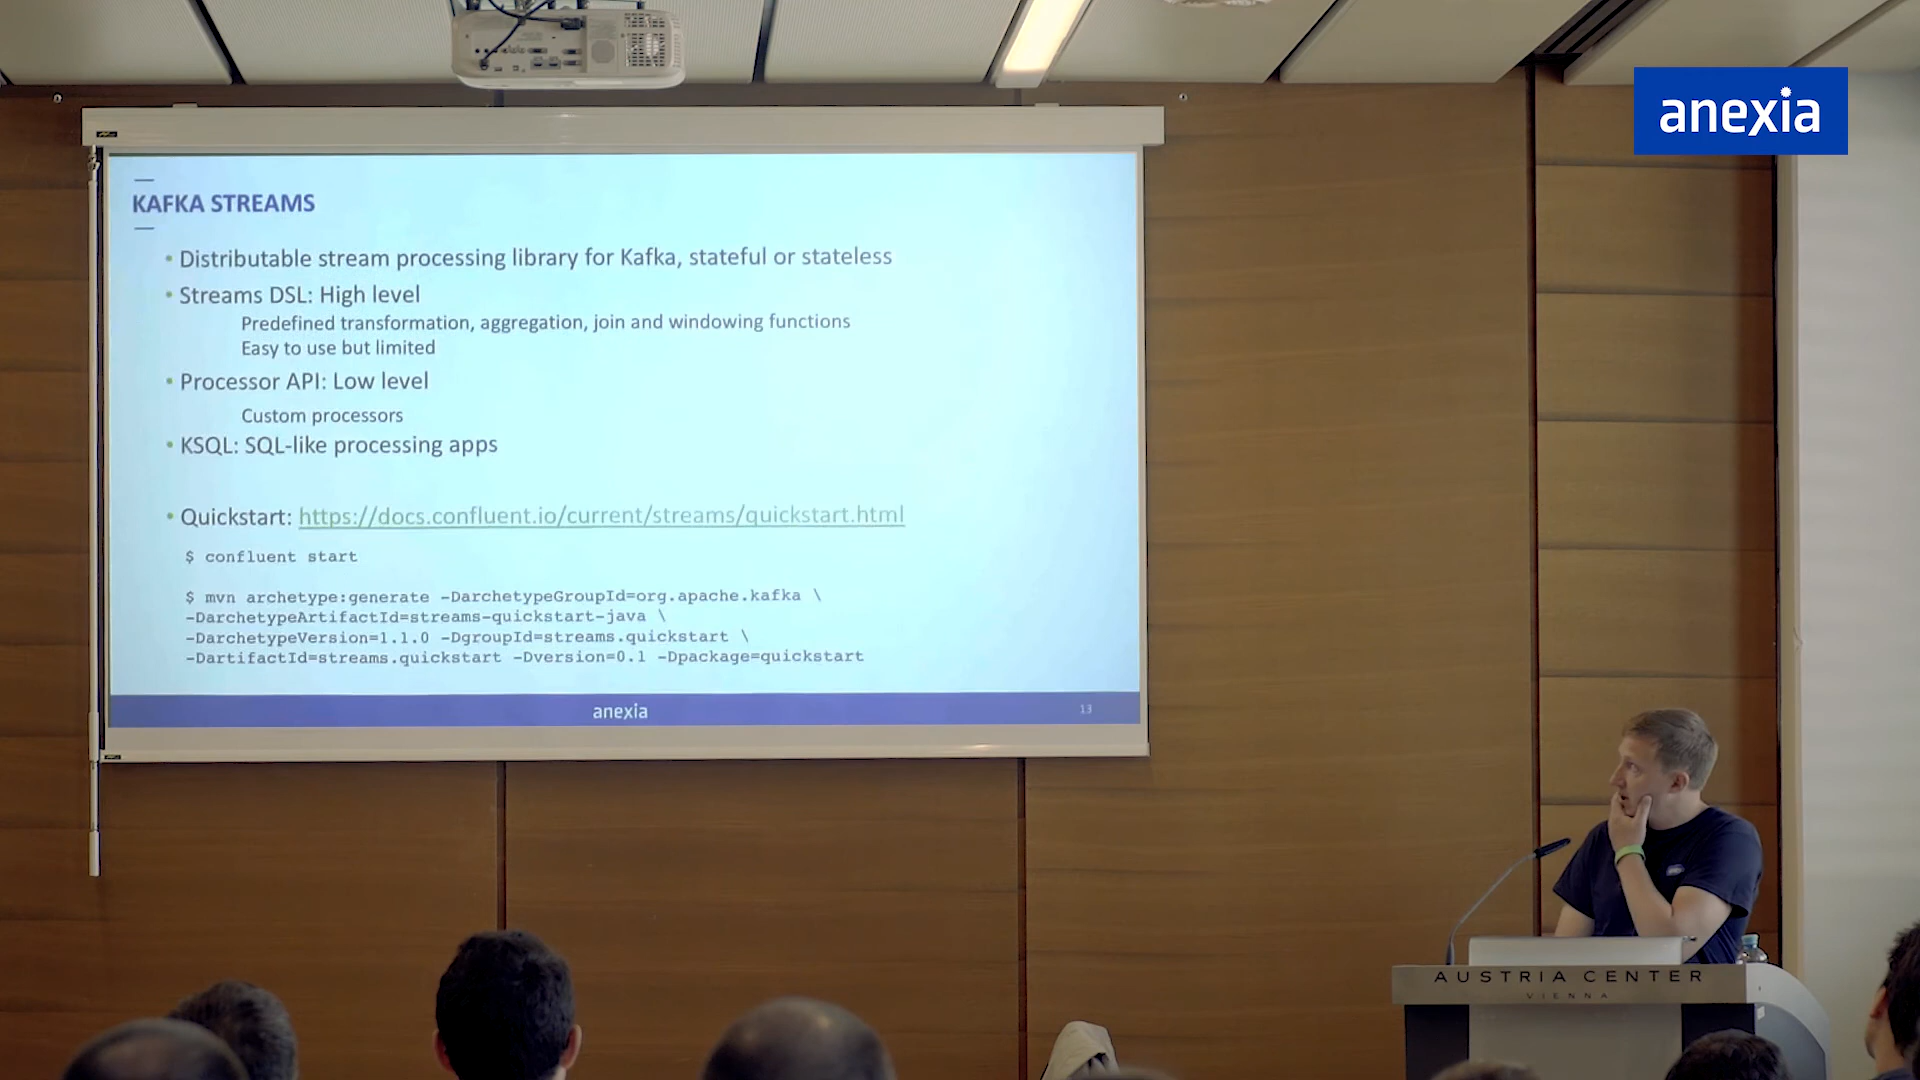 anexia
KAFKA STREAMS
• Distributable stream processing library for Kafka, stateful or stateless
• Streams DSL: High level
Predefined transformation, aggregation, join and windowing functions
Easy to use but limited
• Processor API: Low level
Custom processors
• KSQL: SQL-like processing apps
• Quickstart: https://docs.confluent.io/current/streams/quickstart.html
$ confluent start
$ mvn archetype:generate -DarchetypeGroupId=org.apache.kafka \
-DarchetypeArtifactId=streams-quickstart-java \
-DarchetypeVersion=1.1.0 -DgroupId=streams.quickstart \
-DartifactId=streams.quickstart -Dversion=0.1 -Dpackage=quickstart
anexia
13
AUSTRIA CENTER
VIENNA